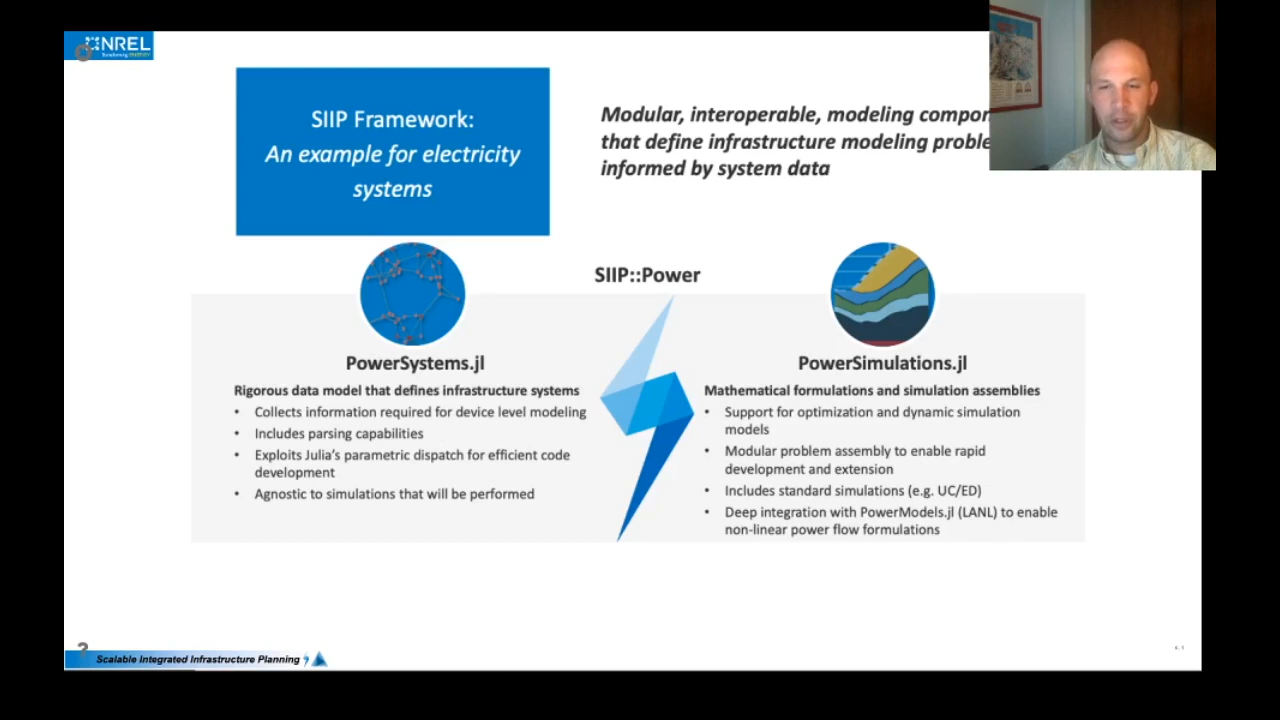 NREL
Transforming ENERGY
SIIP Framework:
An example for electricity
systems
Modular, interoperable, modeling
that define infrastructure modeling
informed by system data
SIIP::Power
PowerSystems.jl
Rigorous data model that defines infrastructure systems
• Collects information required for device level modeling
• Includes parsing capabilities
• Exploits Julia's parametric dispatch for efficient code
development
• Agnostic to simulations that will be performed
PowerSimulations.jl
Mathematical formulations and simulation assemblies
• Support for optimization and dynamic simulation
models
• Modular problem assembly to enable rapid
development and extension
• Includes standard simulations (e.g. UC/ED)
• Deep integration with PowerModels.jl (LANL) to enable
non-linear power flow formulations
Scalable Integrated Infrastructure Planning